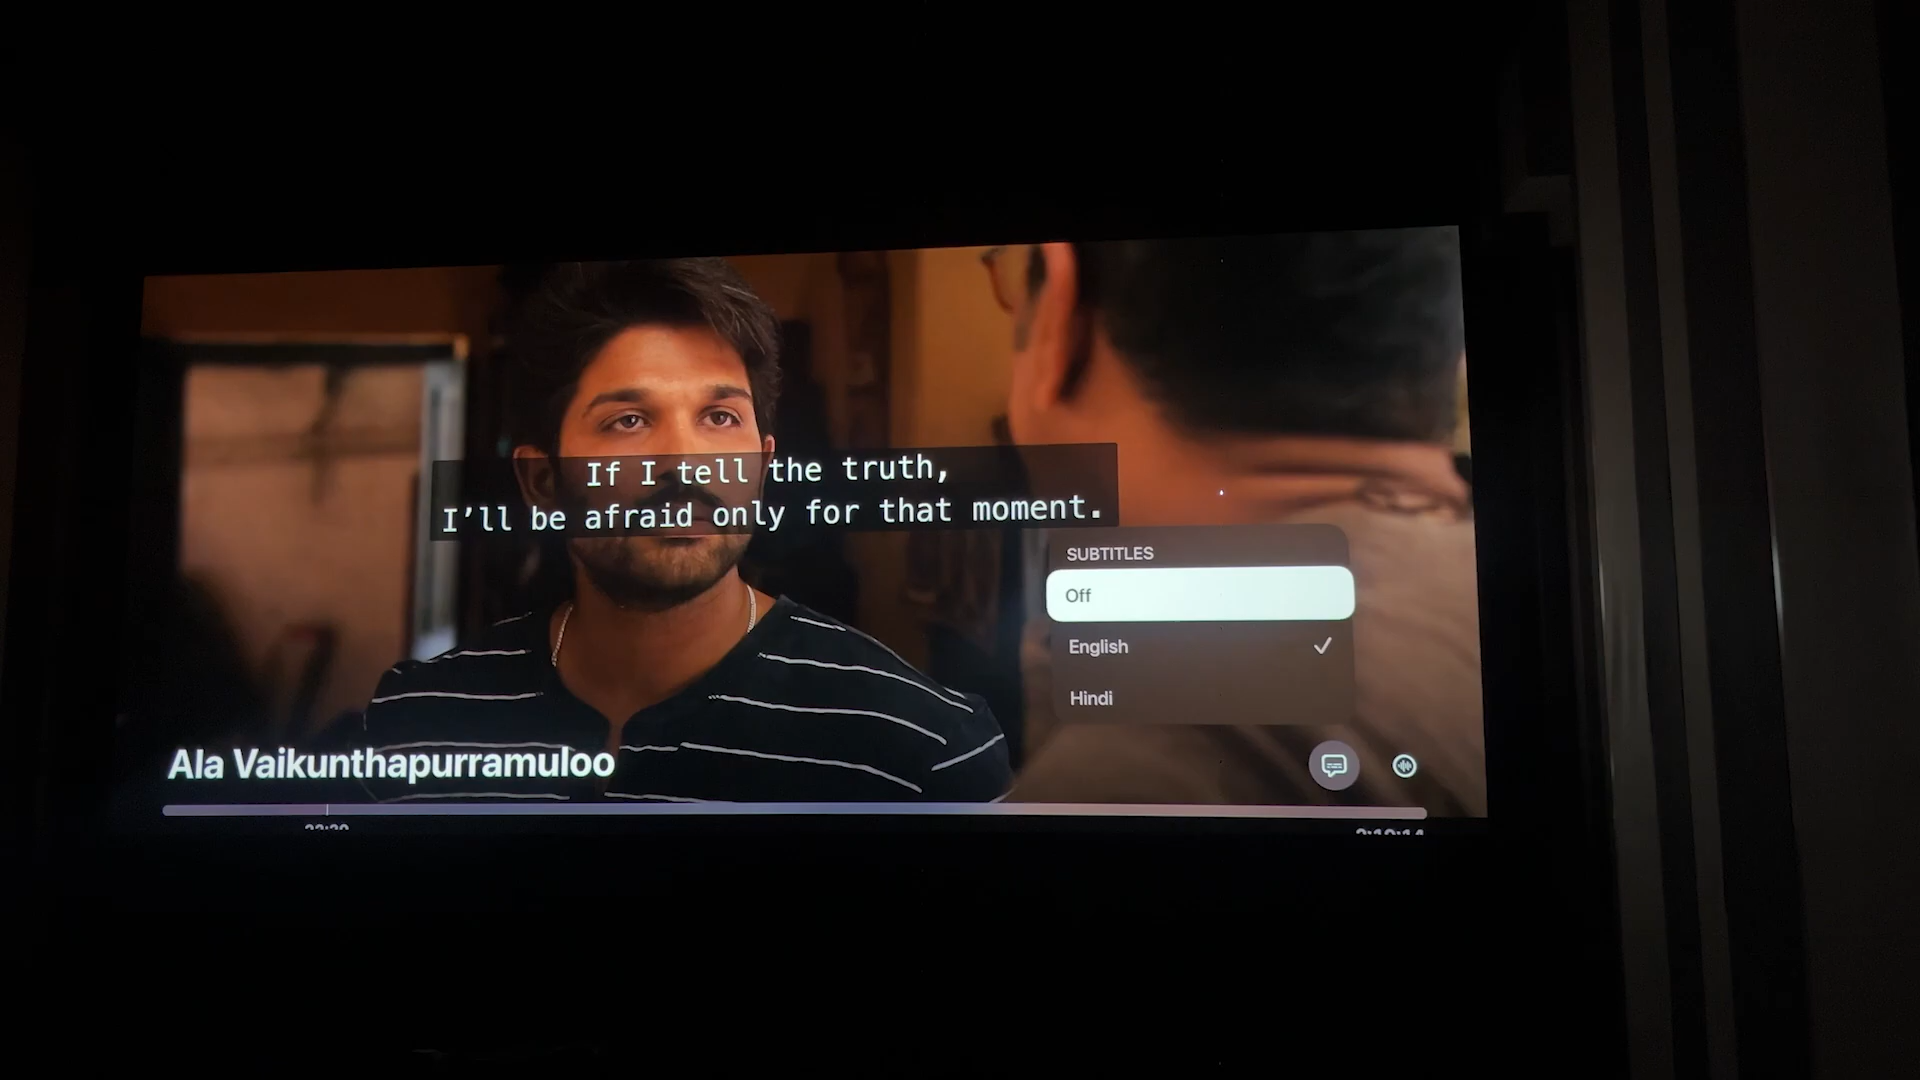 If I tell the truth,
I'll be afraid only for that moment.
SUBTITLES
Off
English
Hindi
Ala Vaikunthapurramuloo